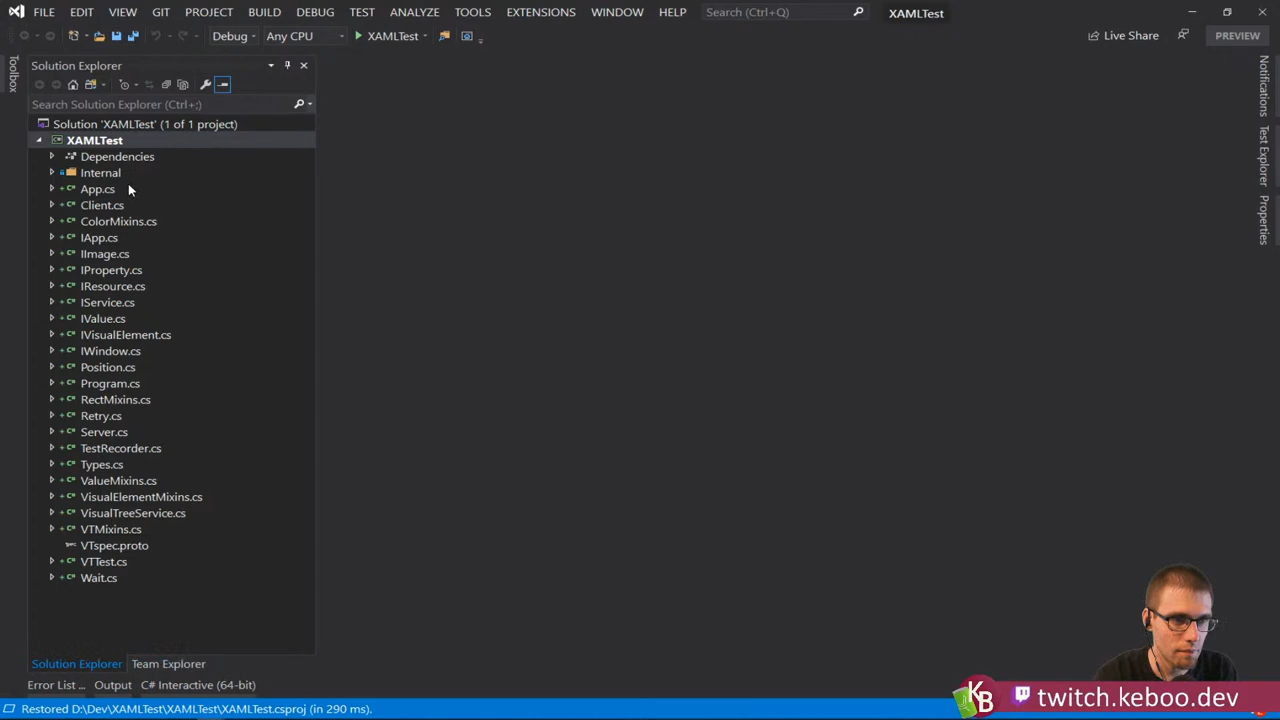 FILE EDIT VIEW GIT PROJECT BUILD DEBUG TEST ANALYZE TOOLS EXTENSIONS WINDOW HELP Search (Ctrl+Q) XAMLTest
Debug Any CPU XAMLTest Live Share PREVIEW
Toolbox
Solution Explorer
Search Solution Explorer (Ctrl+;)
Solution 'XAMLTest' (1 of 1 project)
XAMLTest
Dependencies
Internal
App.cs
Client.cs
ColorMixins.cs
IApp.cs
IImage.cs
IProperty.cs
IResource.cs
IService.cs
IValue.cs
IVisualElement.cs
IWindow.cs
Position.cs
Program.cs
RectMixins.cs
Retry.cs
Server.cs
TestRecorder.cs
Types.cs
ValueMixins.cs
VisualElementMixins.cs
VisualTreeService.cs
VTMixins.cs
VTspec.proto
VTTest.cs
Wait.cs
Solution Explorer Team Explorer
Error List ... Output C# Interactive (64-bit)
Restored D:\Dev\XAMLTest\XAMLTest\XAMLTest.csproj (in 290 ms).
Notifications
Test Explorer
Properties
KB twitch.keboo.dev